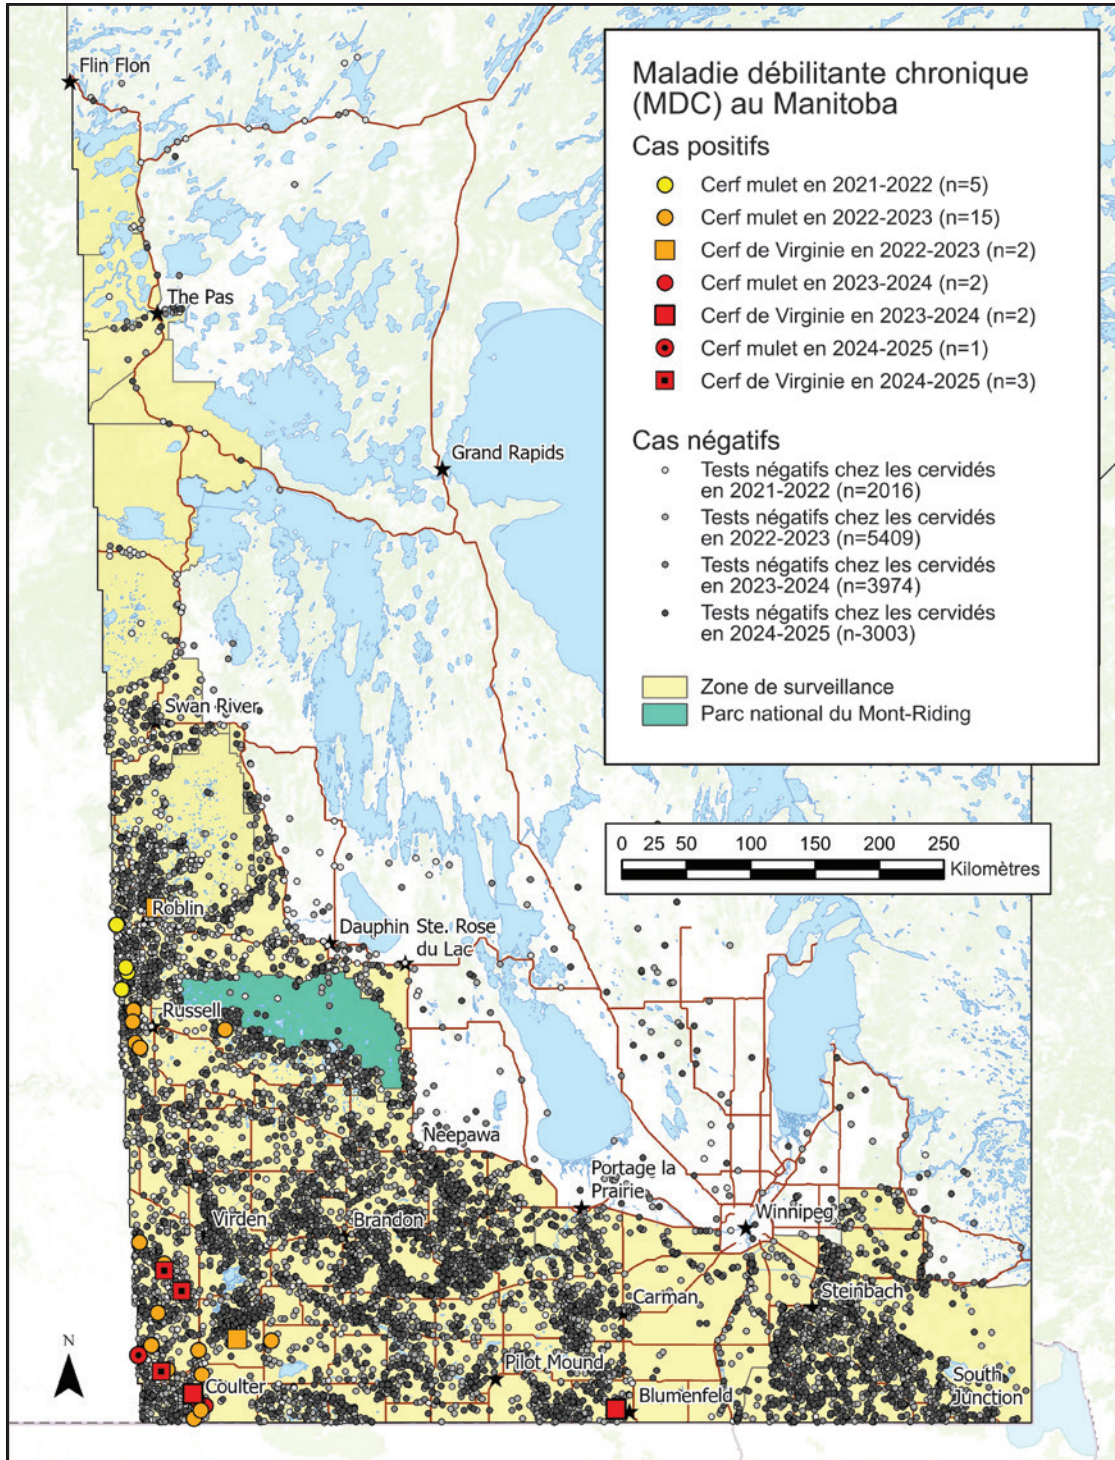 Maladie débilitante chronique
(MDC) au Manitoba
Cas positifs
Cerf mulet en 2021-2022 (n=5)
Cerf mulet en 2022-2023 (n=15)
Cerf de Virginie en 2022-2023 (n=2)
Cerf mulet en 2023-2024 (n=2)
Cerf de Virginie en 2023-2024 (n=2)
Cerf mulet en 2024-2025 (n=1)
Cerf de Virginie en 2024-2025 (n=3)
Cas négatifs
Tests négatifs chez les cervidés
en 2021-2022 (n=2016)
Tests négatifs chez les cervidés
en 2022-2023 (n=5409)
Tests négatifs chez les cervidés
en 2023-2024 (n=3974)
Tests négatifs chez les cervidés
en 2024-2025 (n-3003)
Zone de surveillance
Parc national du Mont-Riding
0 25 50 100 150 200 250
Kilomètres
Flin Flon
The Pas
Grand Rapids
Swan River
Roblin
Dauphin
Ste. Rose
du Lac
Russell
Neepawa
Portage la
Prairie
Winnipeg
Virden
Brandon
Carman
Steinbach
Pilot Mound
Coulter
Blumenfeld
South
Junction
N